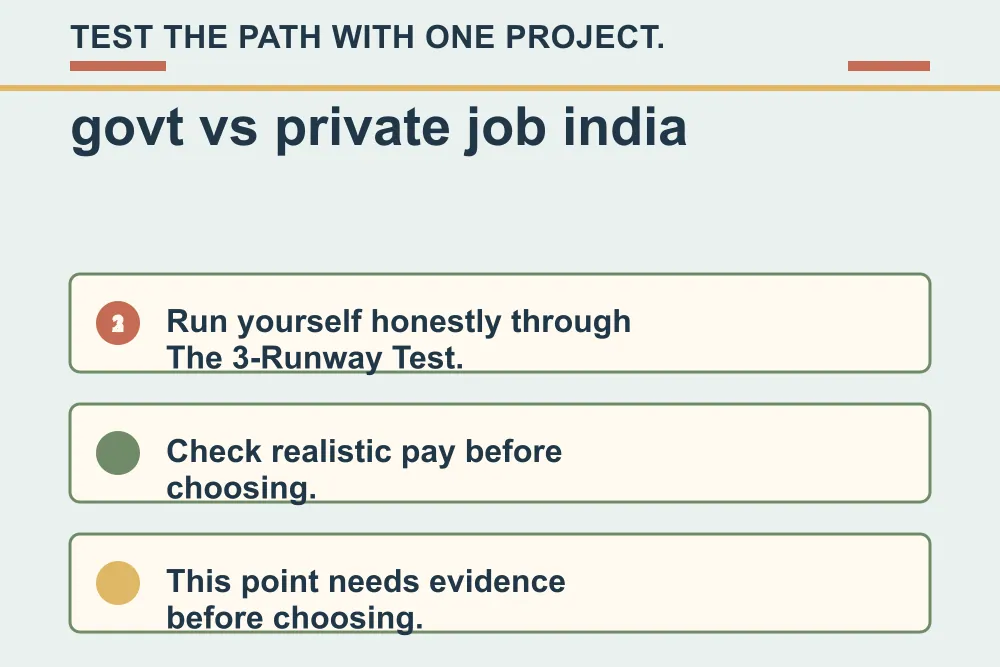 TEST THE PATH WITH ONE PROJECT.
govt vs private job india
Run yourself honestly through
The 3-Runway Test.
Check realistic pay before
choosing.
This point needs evidence
before choosing.